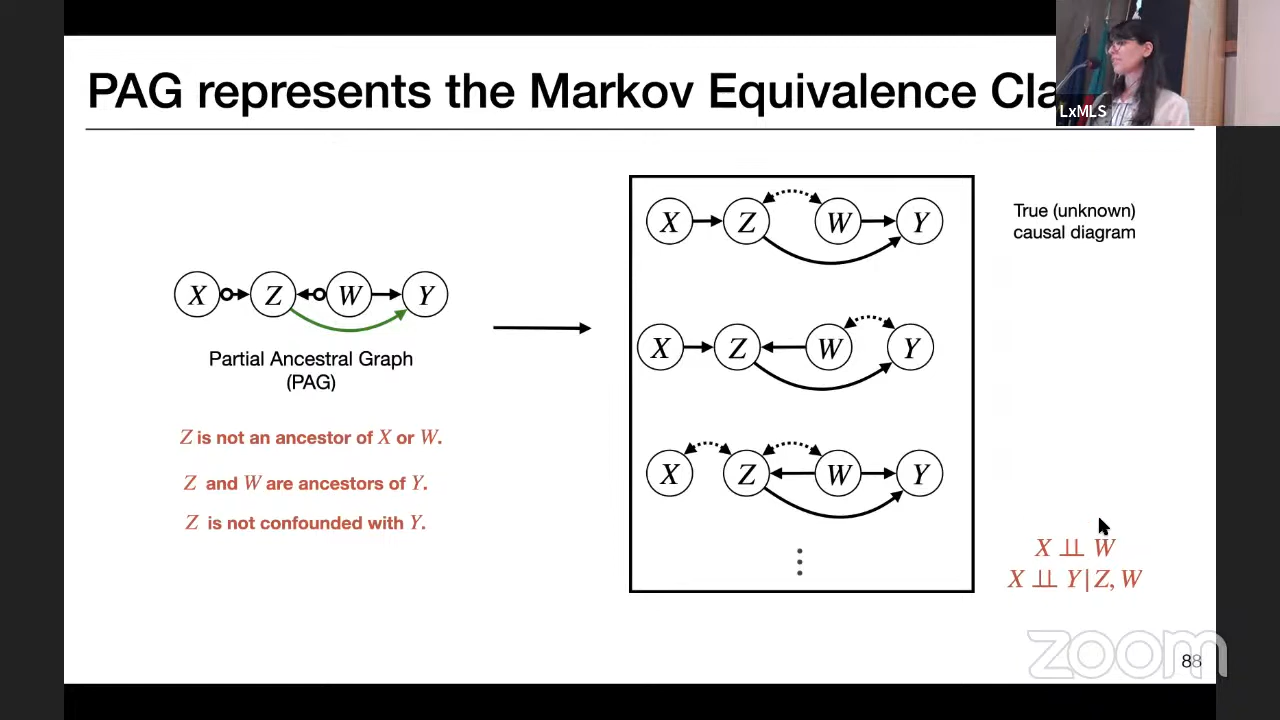 PAG represents the Markov Equivalence Cla
LxMLS
X Z W Y
True (unknown)
causal diagram
X Z W Y
Partial Ancestral Graph
(PAG)
X Z W Y
Z is not an ancestor of X or W.
Z and W are ancestors of Y.
X Z W Y
Z is not confounded with Y.
X ⫫ W
X ⫫ Y | Z, W
zoom
88